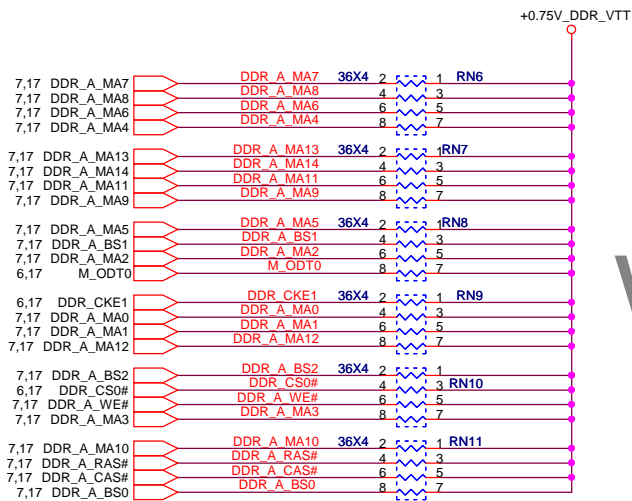 +0.75V_DDR_VTT
7,17 DDR_A_MA7 DDR_A_MA7 36X4 2 1 RN6
7,17 DDR_A_MA8 DDR_A_MA8 4 3
7,17 DDR_A_MA6 DDR_A_MA6 6 5
7,17 DDR_A_MA4 DDR_A_MA4 8 7
7,17 DDR_A_MA13 DDR_A_MA13 36X4 2 1 RN7
7,17 DDR_A_MA14 DDR_A_MA14 4 3
7,17 DDR_A_MA11 DDR_A_MA11 6 5
7,17 DDR_A_MA9 DDR_A_MA9 8 7
7,17 DDR_A_MA5 DDR_A_MA5 36X4 2 1 RN8
7,17 DDR_A_BS1 DDR_A_BS1 4 3
7,17 DDR_A_MA2 DDR_A_MA2 6 5
6,17 M_ODT0 M_ODT0 8 7
6,17 DDR_CKE1 DDR_CKE1 36X4 2 1 RN9
7,17 DDR_A_MA0 DDR_A_MA0 4 3
7,17 DDR_A_MA1 DDR_A_MA1 6 5
7,17 DDR_A_MA12 DDR_A_MA12 8 7
7,17 DDR_A_BS2 DDR_A_BS2 36X4 2 1
6,17 DDR_CS0# DDR_CS0# 4 3 RN10
7,17 DDR_A_WE# DDR_A_WE# 6 5
7,17 DDR_A_MA3 DDR_A_MA3 8 7
7,17 DDR_A_MA10 DDR_A_MA10 36X4 2 1 RN11
7,17 DDR_A_RAS# DDR_A_RAS# 4 3
7,17 DDR_A_CAS# DDR_A_CAS# 6 5
7,17 DDR_A_BS0 DDR_A_BS0 8 7